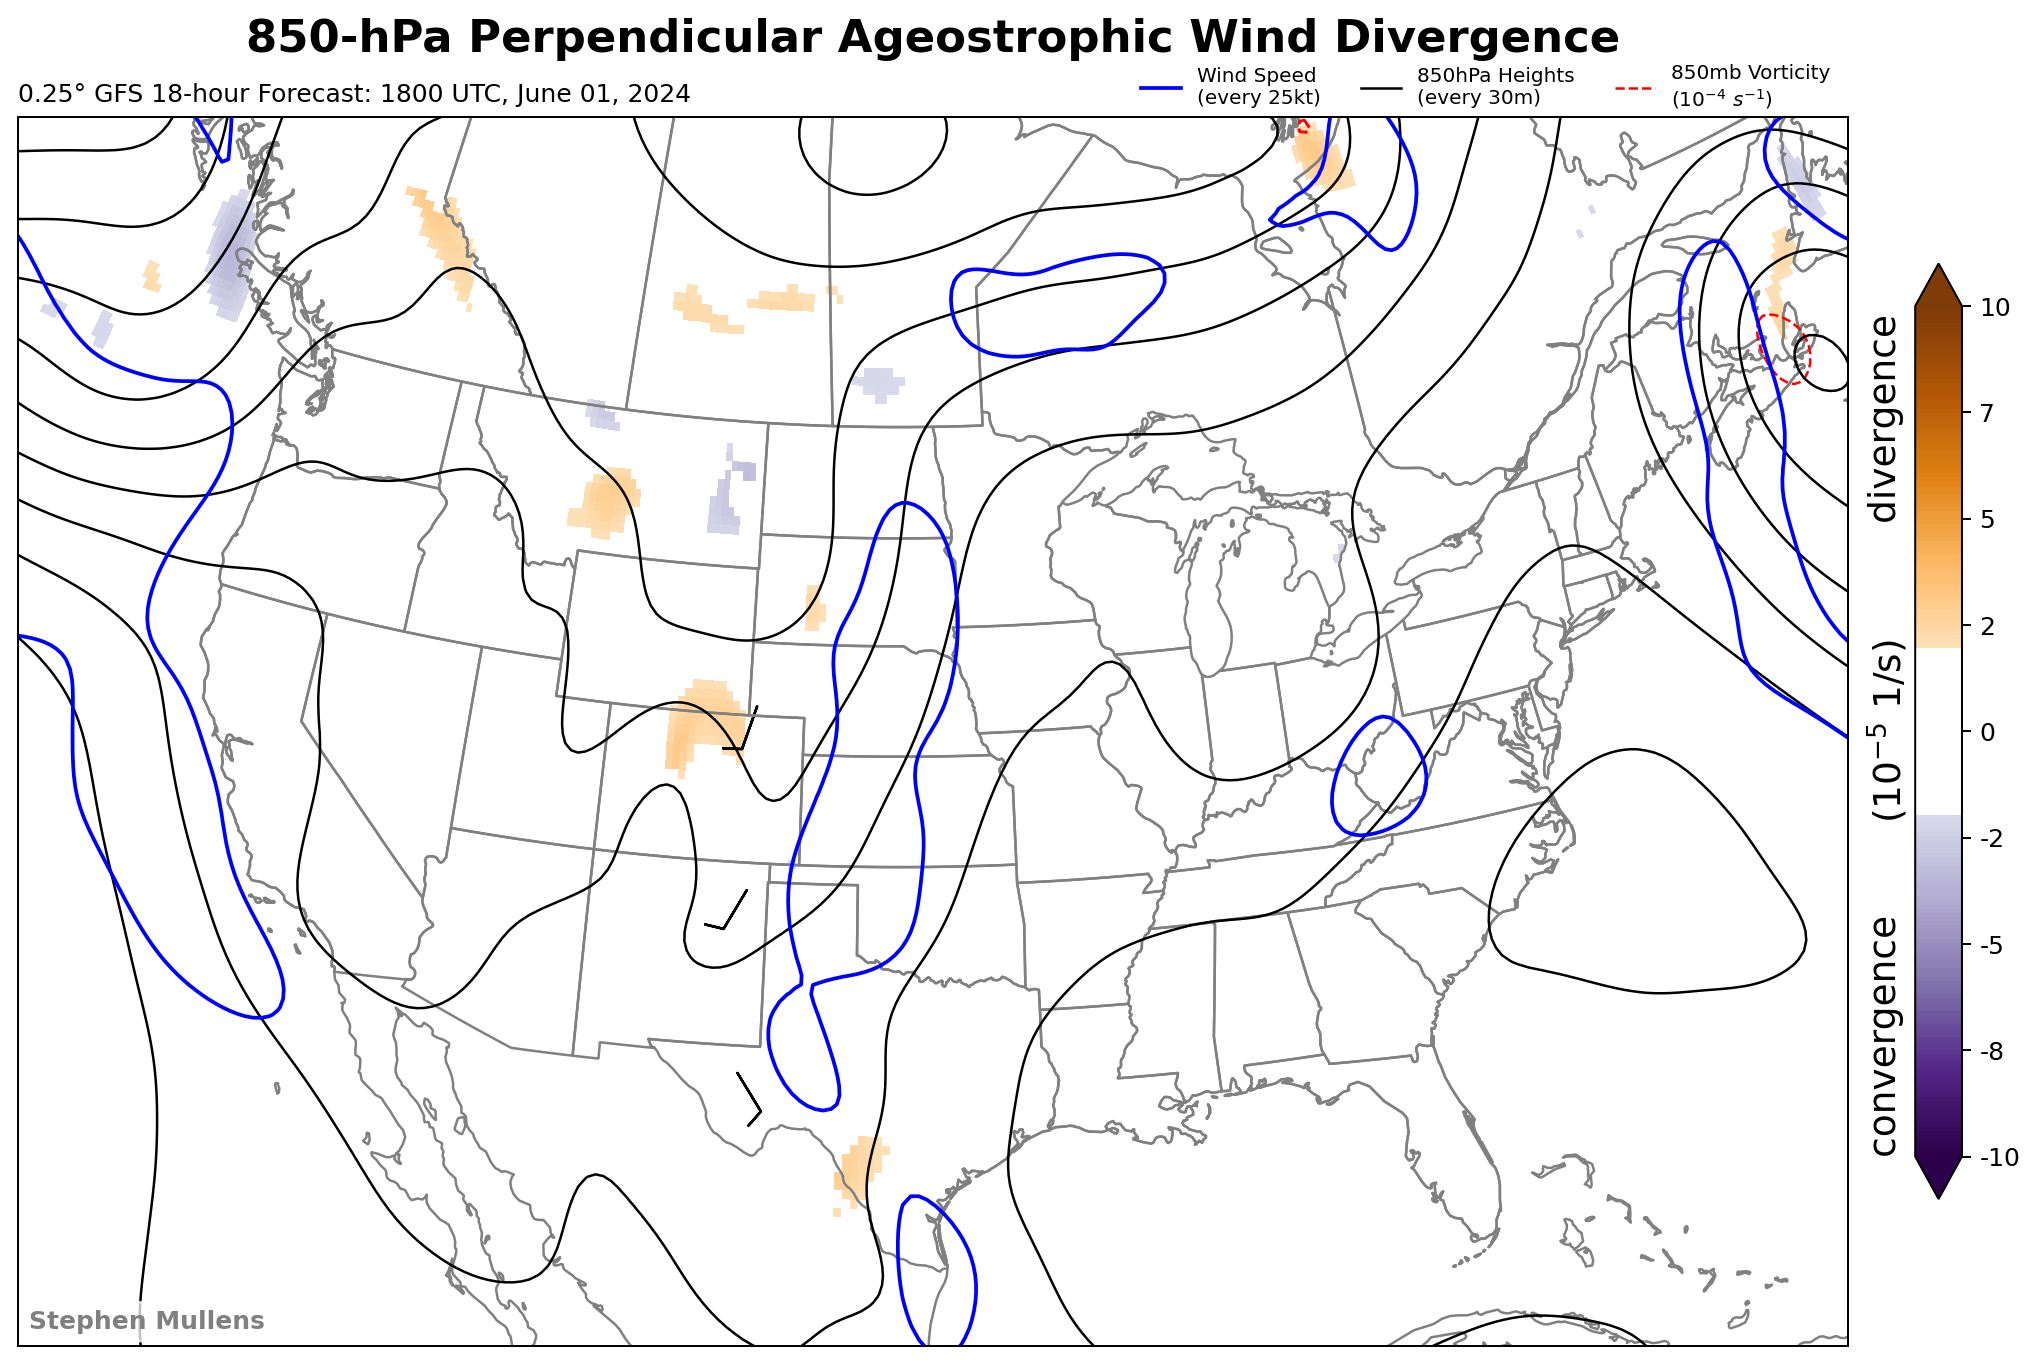 850-hPa Perpendicular Ageostrophic Wind Divergence
0.25° GFS 18-hour Forecast: 1800 UTC, June 01, 2024
Wind Speed
(every 25kt)
850hPa Heights
(every 30m)
850mb Vorticity
(10⁻⁴ s⁻¹)
10
7
5
2
0
-2
-5
-8
-10
convergence (10⁻⁵ 1/s) divergence
Stephen Mullens